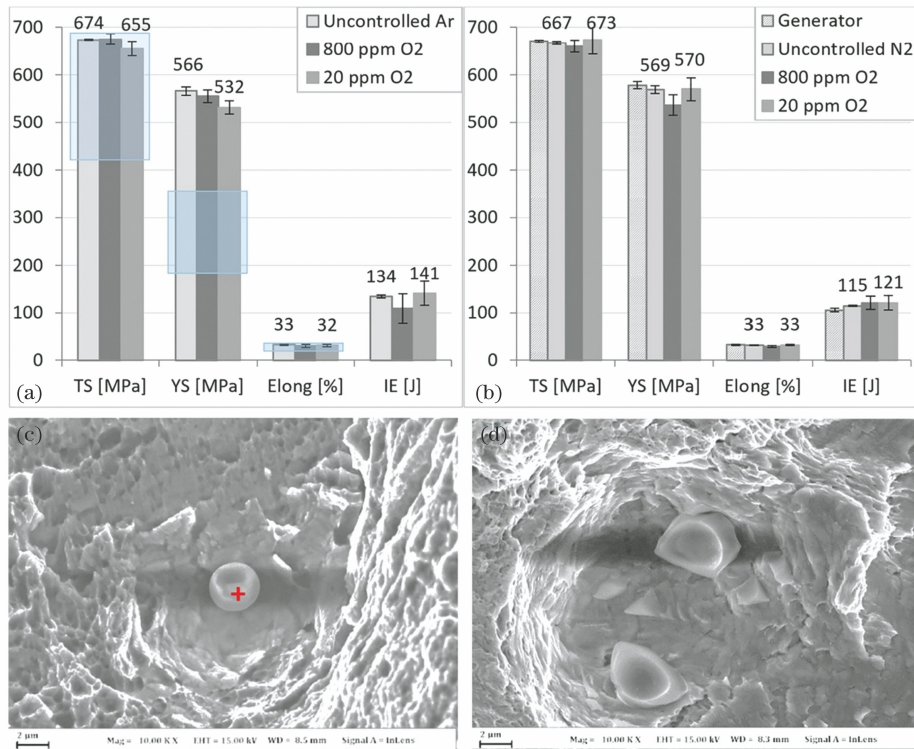 700
600
500
400
300
200
100
0
674
655
566
532
33
32
134
141
Uncontrolled Ar
800 ppm O2
20 ppm O2
(a)
TS [MPa]
YS [MPa]
Elong [%]
IE [J]
700
600
500
400
300
200
100
0
667
673
569
570
33
33
115
121
Generator
Uncontrolled N2
800 ppm O2
20 ppm O2
(b)
TS [MPa]
YS [MPa]
Elong [%]
IE [J]
(c)
2 μm
Mag = 10.00 K X EHT = 15.00 kV WD = 8.5 mm Signal A = InLens
(d)
2 μm
Mag = 10.00 K X EHT = 15.00 kV WD = 8.3 mm Signal A = InLens